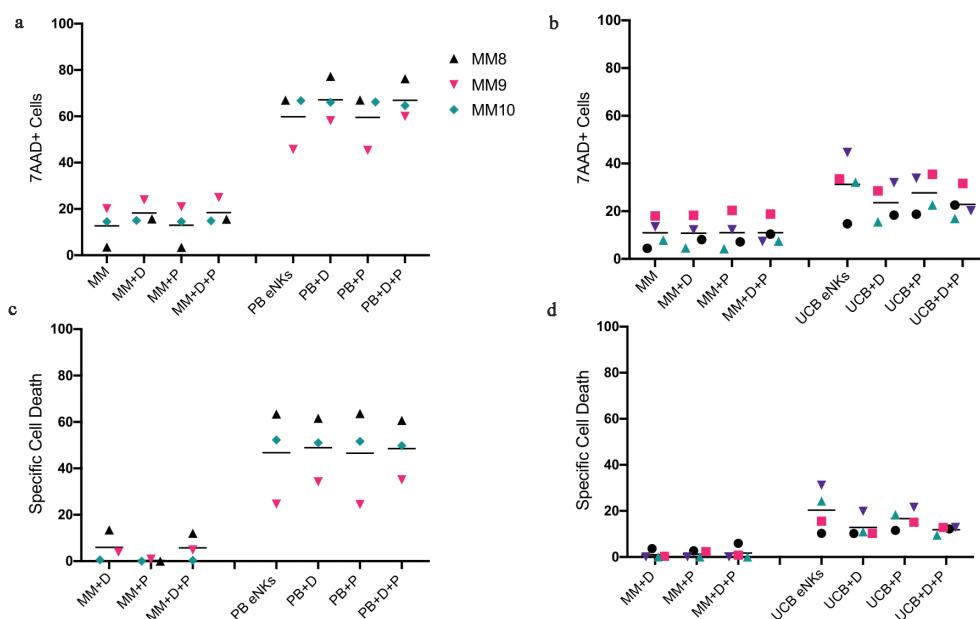 a
7AAD+ Cells
100
80
60
40
20
0
MM
MM+D
MM+P
MM+D+P
PB eNKs
PB+D
PB+P
PB+D+P
MM8
MM9
MM10
b
7AAD+ Cells
100
80
60
40
20
0
MM
MM+D
MM+P
MM+D+P
UCB eNKs
UCB+D
UCB+P
UCB+D+P
c
Specific Cell Death
100
80
60
40
20
0
MM+D
MM+P
MM+D+P
PB eNKs
PB+D
PB+P
PB+D+P
d
Specific Cell Death
100
80
60
40
20
0
MM+D
MM+P
MM+D+P
UCB eNKs
UCB+D
UCB+P
UCB+D+P